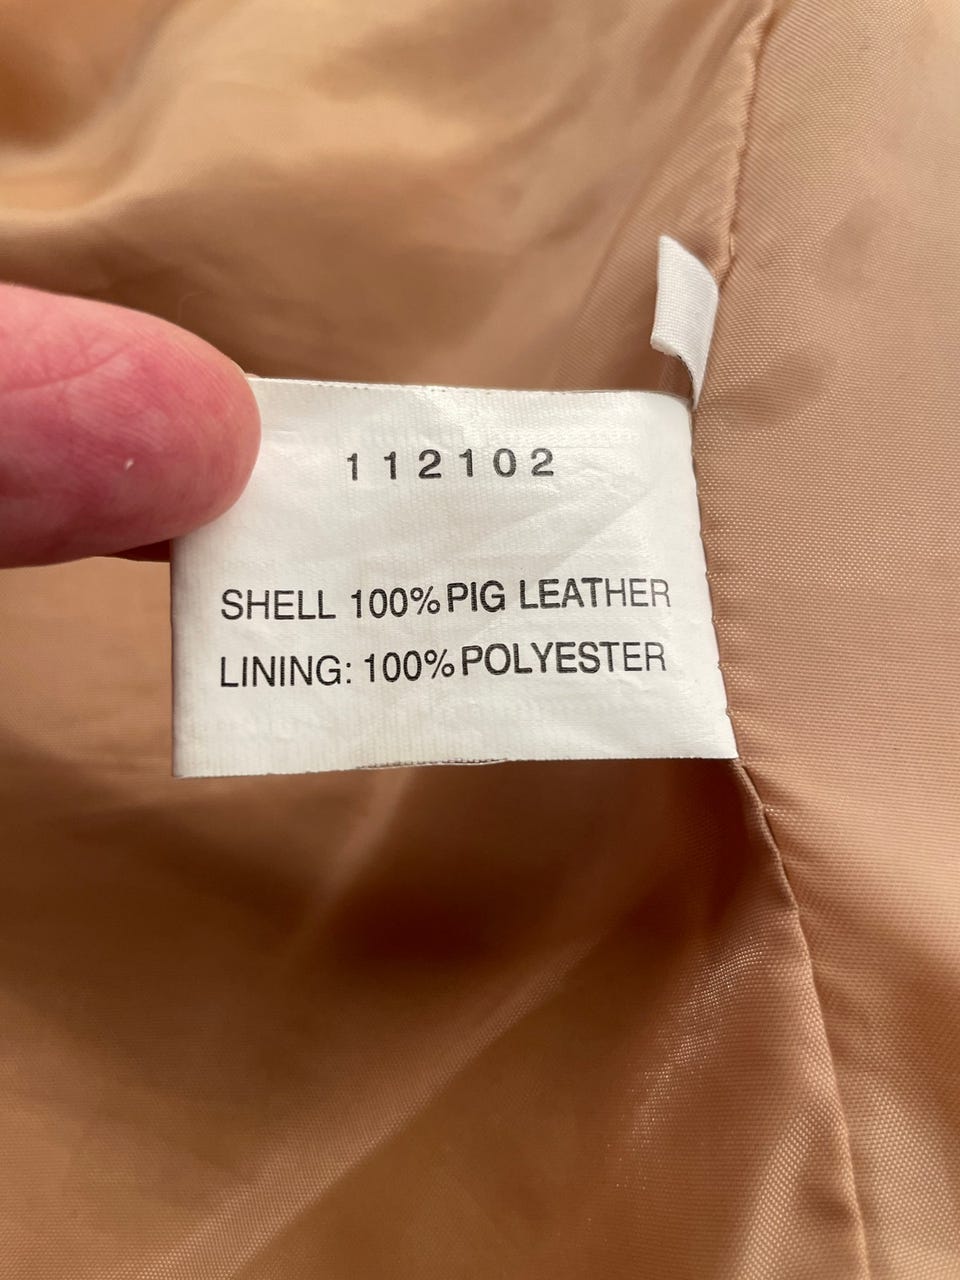 112102
SHELL 100% PIG LEATHER
LINING: 100% POLYESTER